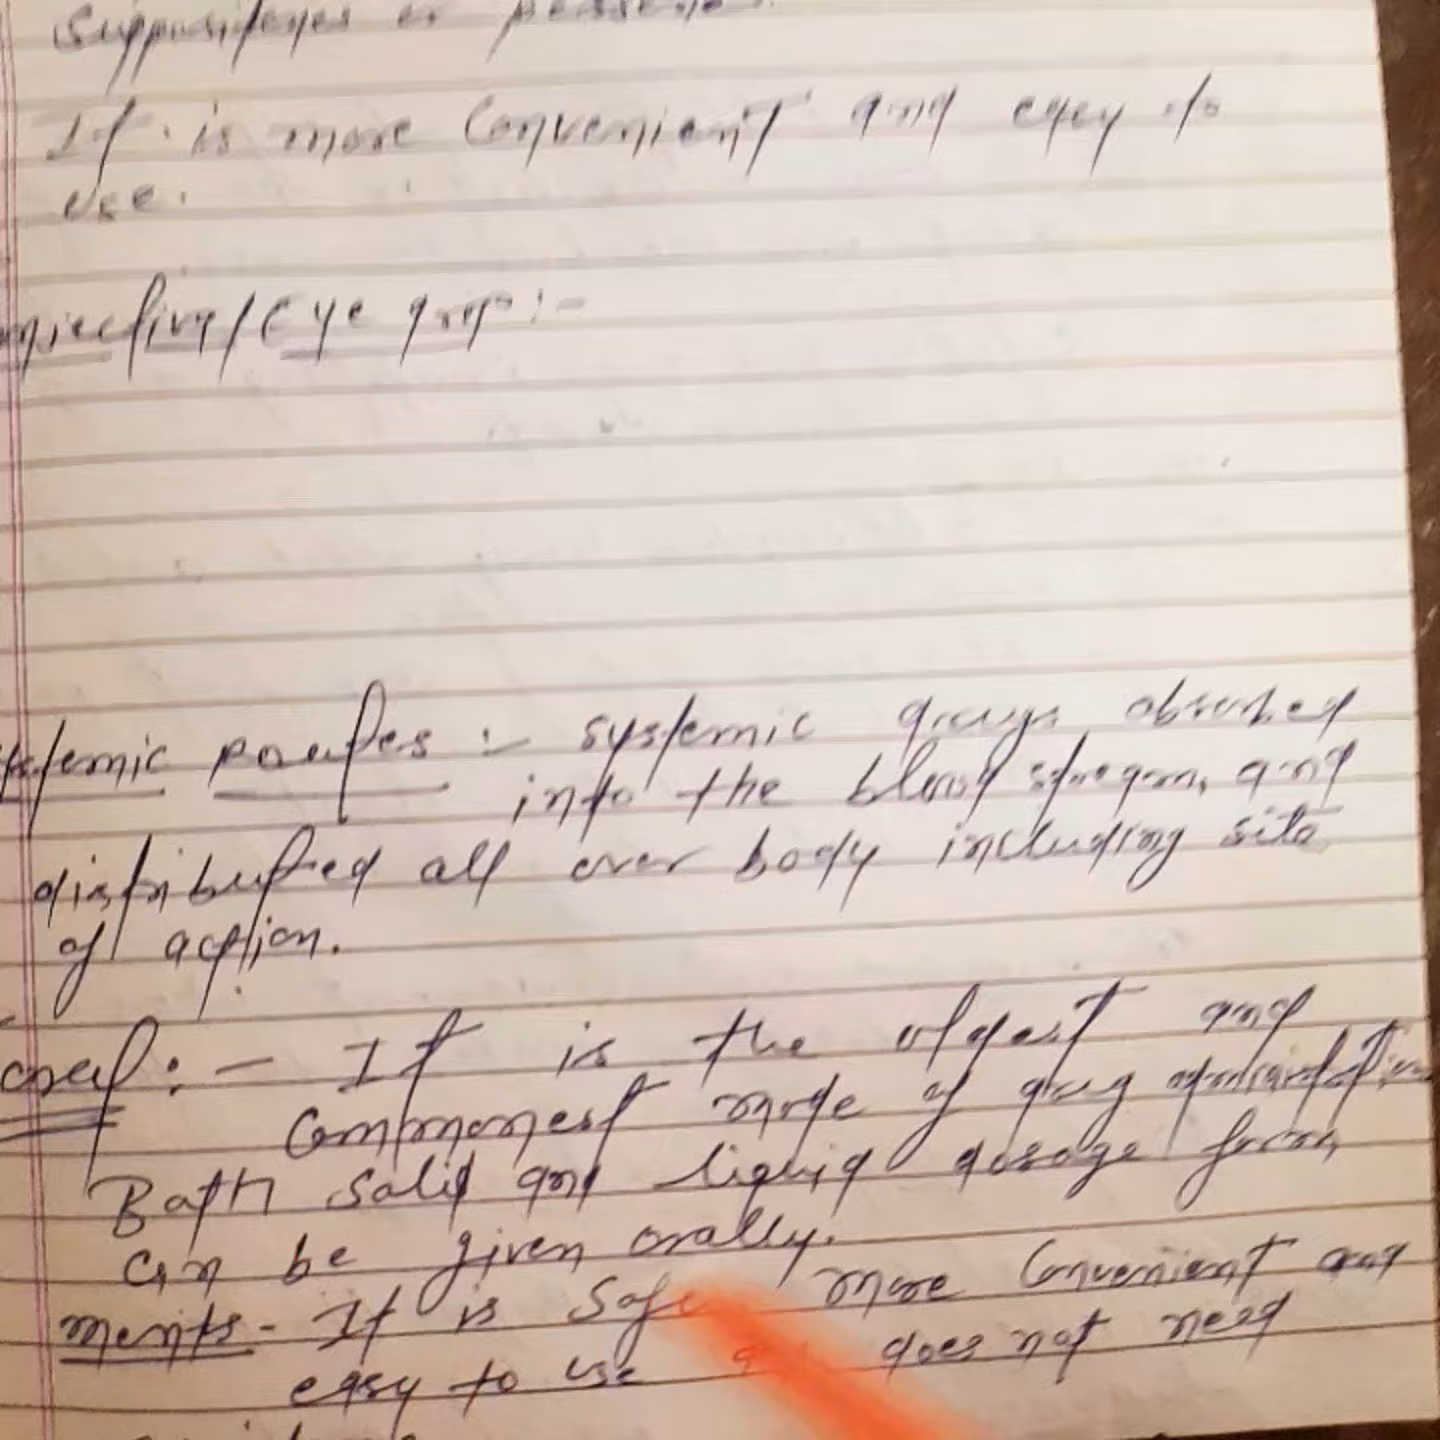 It is more convenient and easy to
use.
/Eye drop :-
routes :- systemic drugs absorbed
into the blood stream, and
distributed all over body including site
of action.
oral :- It is the oldest and
Commonest mode of drug
Both solid and liquid dosage form
can be given orally.
merits - It is safe more convenient and
easy to use does not need